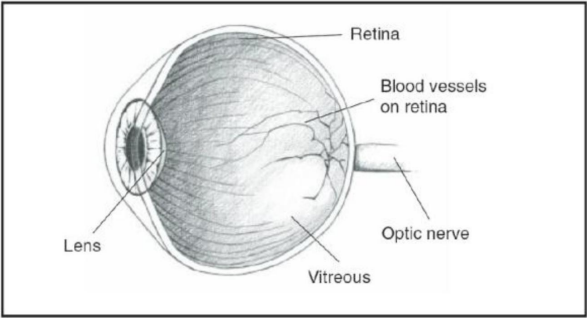 Retina
Blood vessels
on retina
Optic nerve
Vitreous
Lens